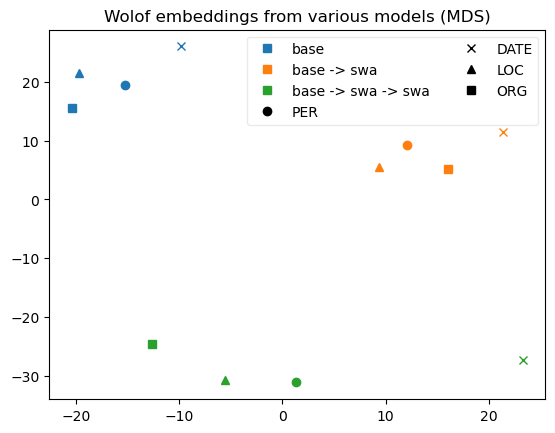 Wolof embeddings from various models (MDS)
base
base -> swa
base -> swa -> swa
PER
DATE
LOC
ORG
20
10
0
−10
−20
−30
−20
−10
0
10
20